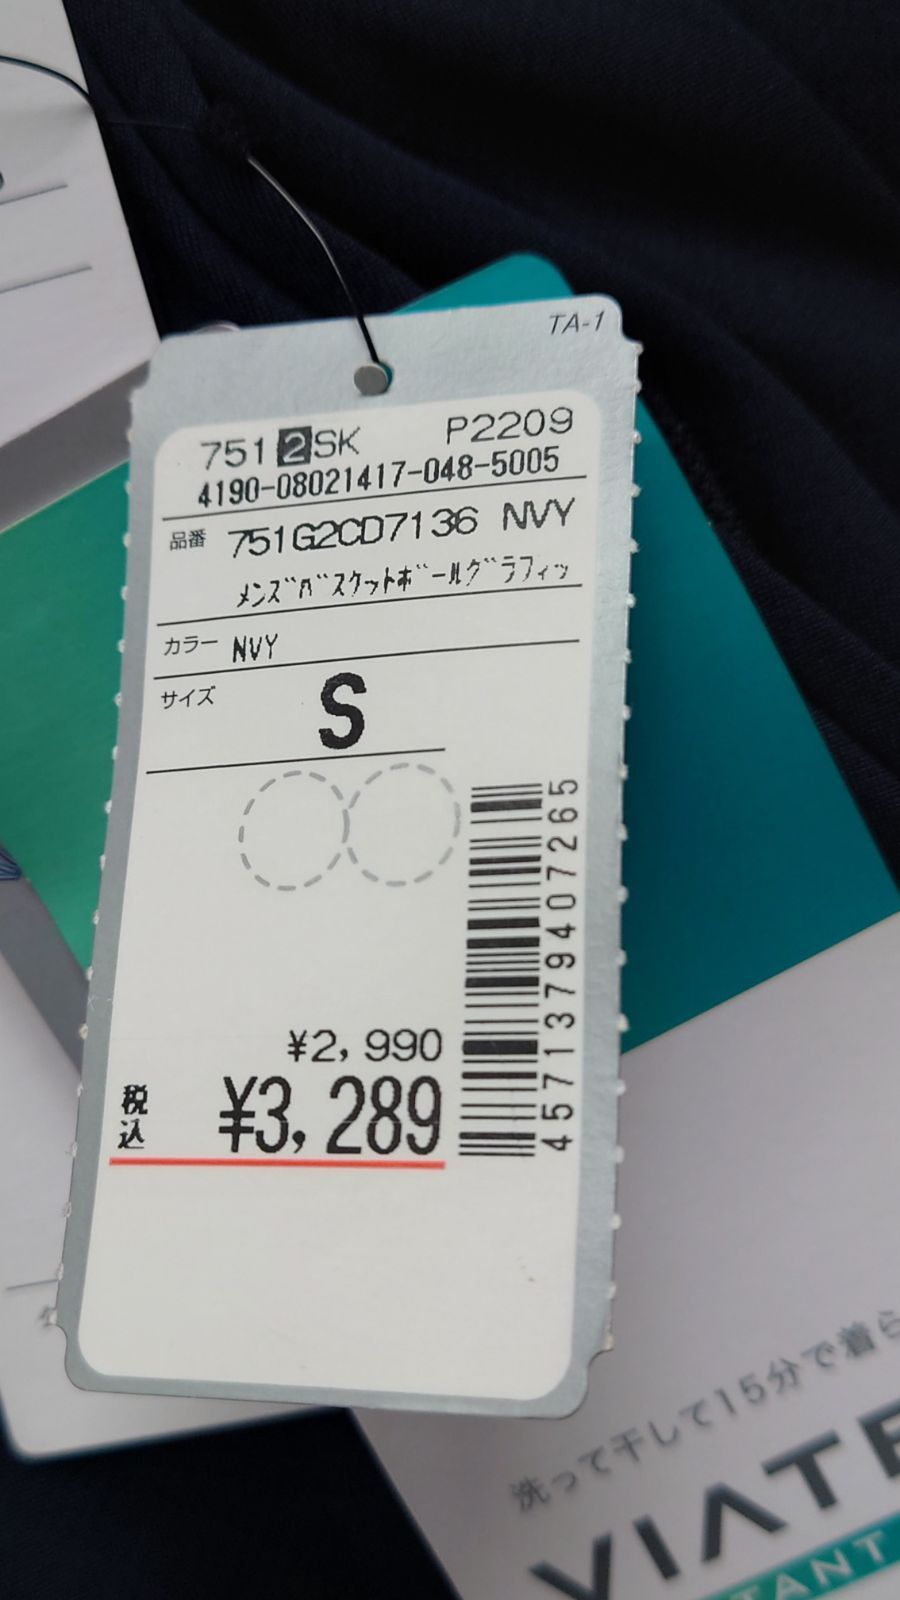 TA-1
751 2SK P2209
4190-08021417-048-5005
品番 751G2CD7136 NVY
メンズバスケットボールグラフィッ
カラー NVY
サイズ S
4571379407265
¥2,990
税込 ¥3,289
洗って干して15分で着ら
VIATE
TANT